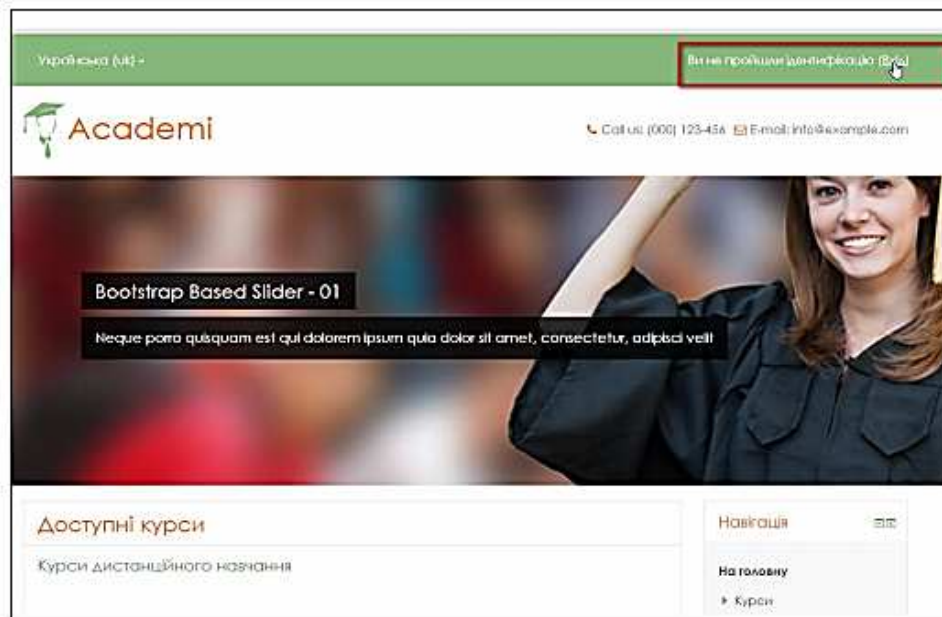 Українська (uk)
Ви не пройшли ідентифікацію (Вхід)
Academi
Call us: (000) 123-456 E-mail: info@example.com
Bootstrap Based Slider - 01
Neque porro quisquam est qui dolorem ipsum quia dolor sit amet, consectetur, adipisci velit
Доступні курси
Курси дистанційного навчання
Навігація
На головну
Курси